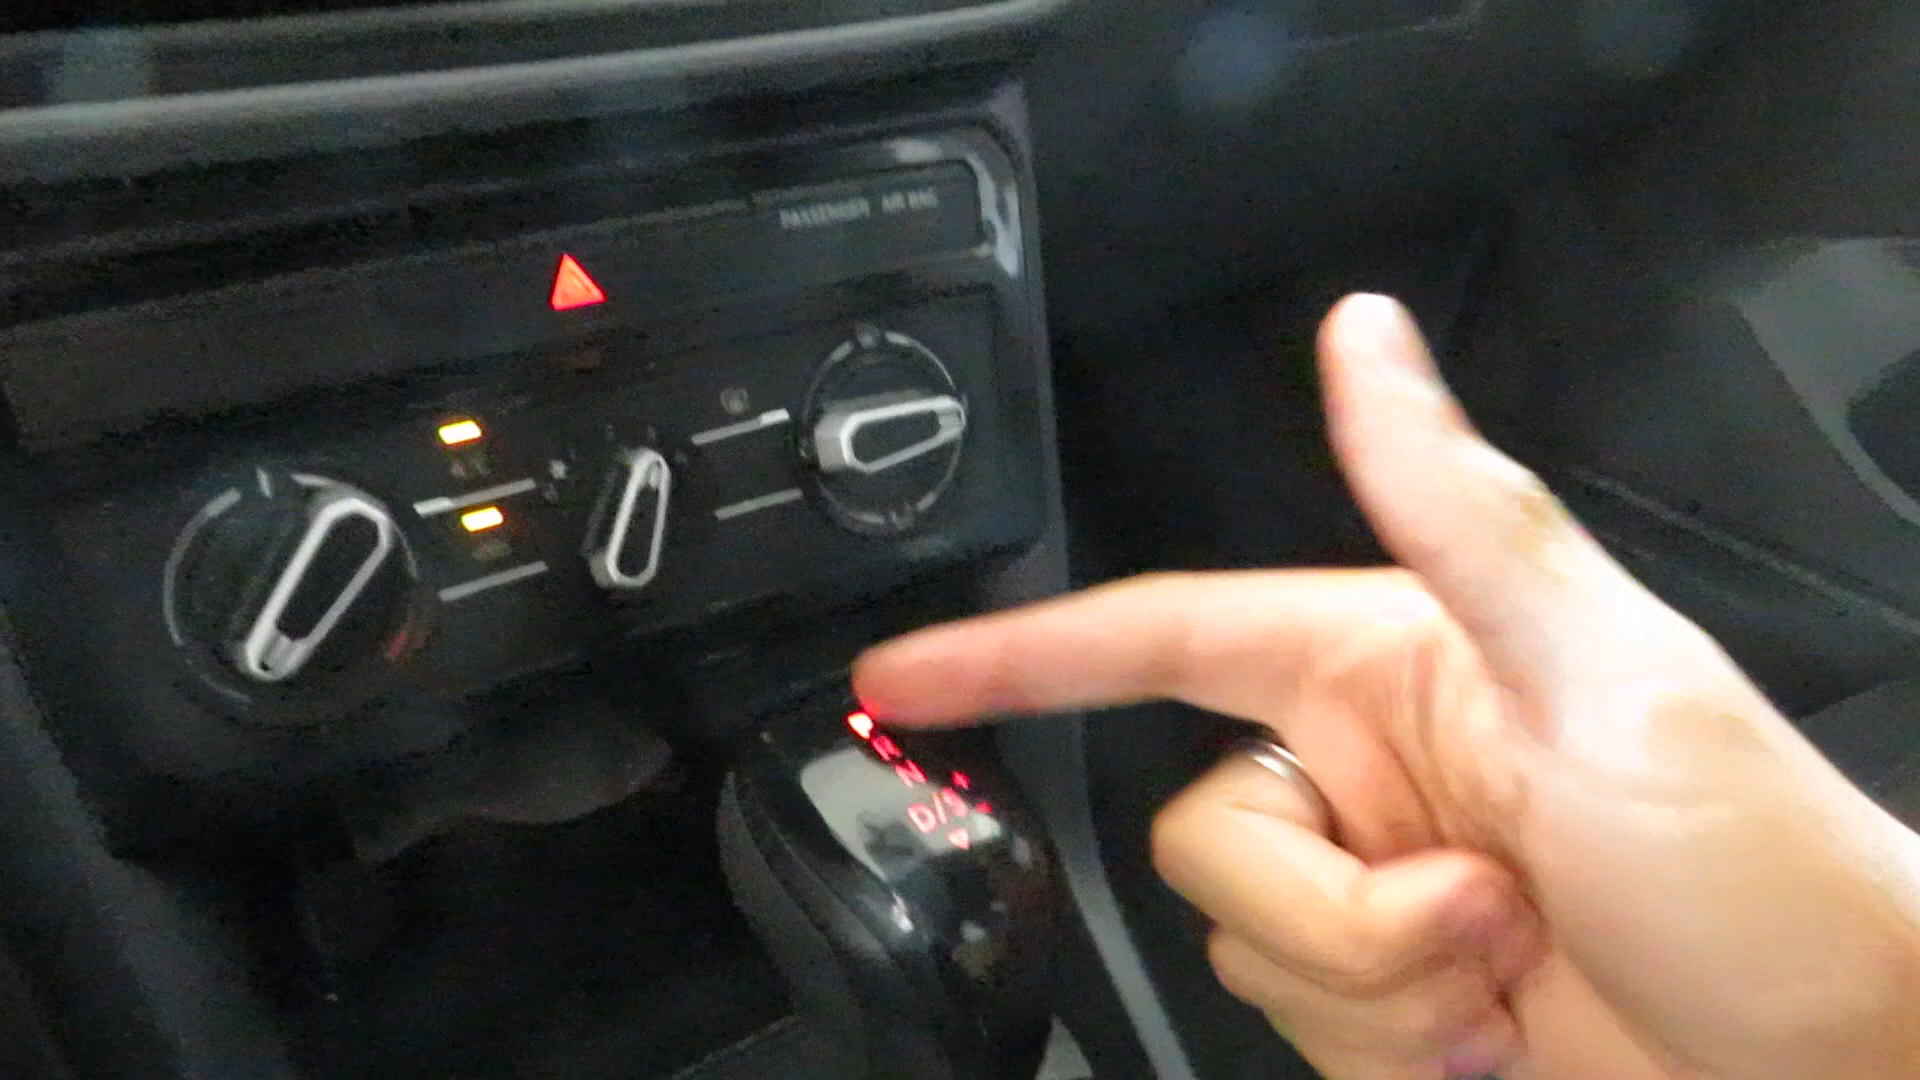 PASSENGER AIR BAG
A/C
R
N
D/S
+
-